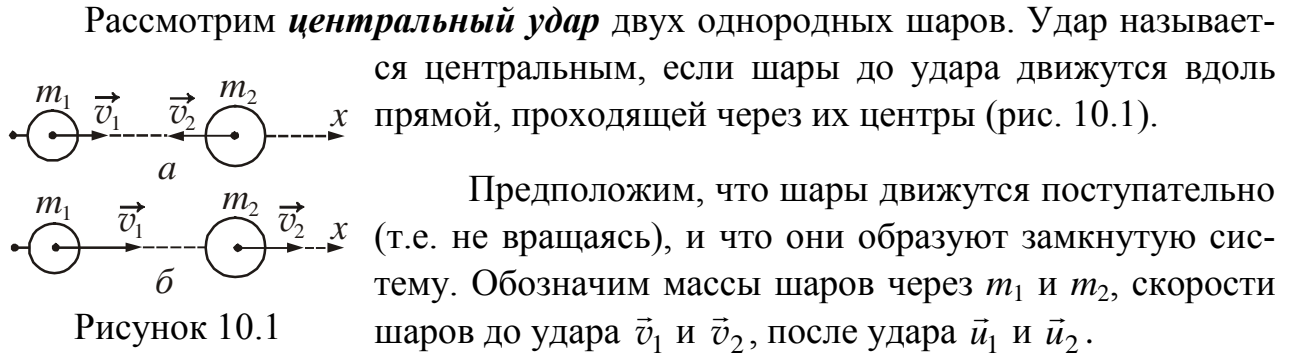 Рассмотрим центральный удар двух однородных шаров. Удар называет-
ся центральным, если шары до удара движутся вдоль
прямой, проходящей через их центры (рис. 10.1).
m₁ v⃗₁ v⃗₂ m₂ x
а
Предположим, что шары движутся поступательно
(т.е. не вращаясь), и что они образуют замкнутую сис-
тему. Обозначим массы шаров через m₁ и m₂, скорости
шаров до удара v⃗₁ и v⃗₂, после удара u⃗₁ и u⃗₂.
m₁ v⃗₁ m₂ v⃗₂ x
б
Рисунок 10.1